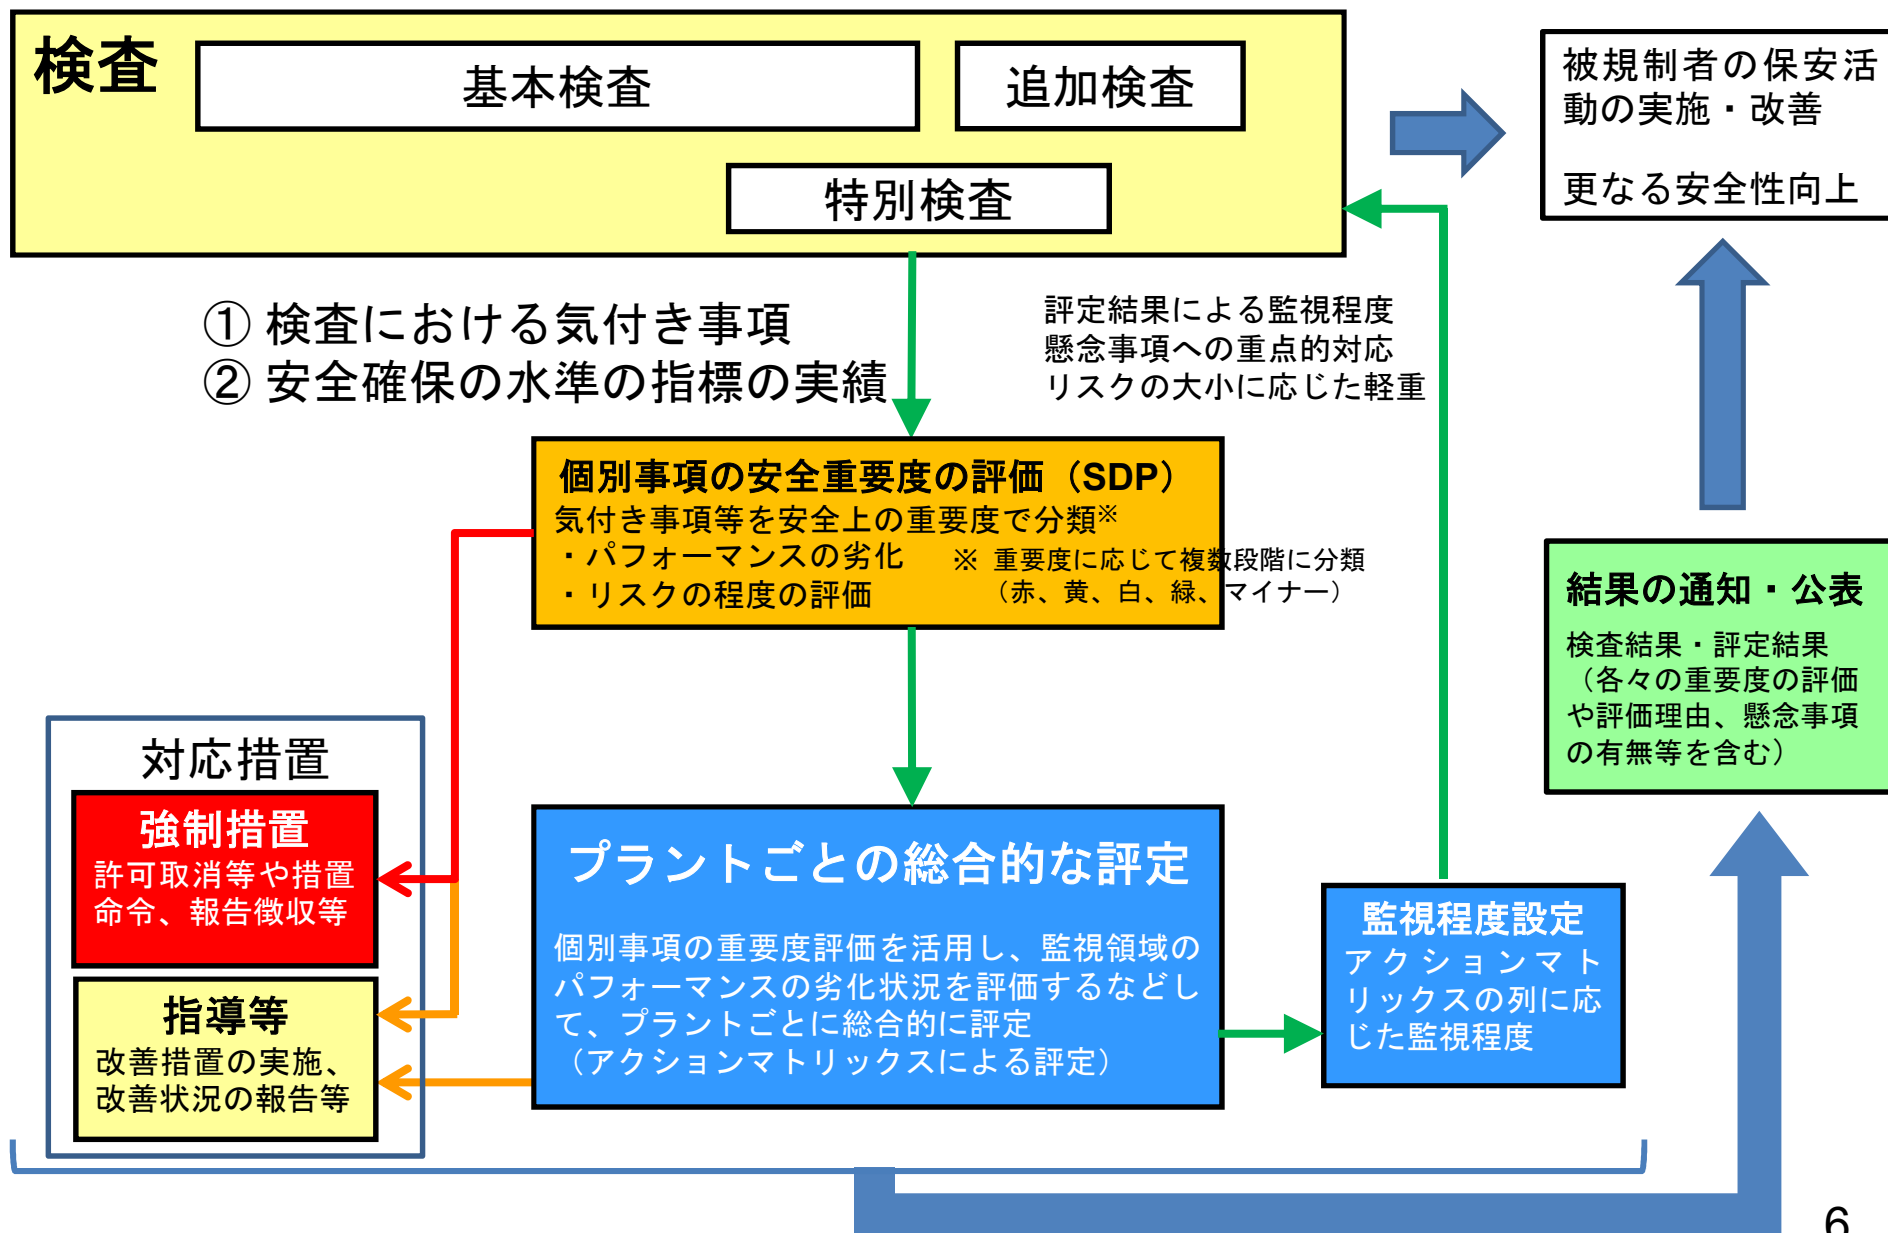 検査
基本検査
追加検査
特別検査
被規制者の保安活
動の実施・改善
更なる安全性向上
① 検査における気付き事項
② 安全確保の水準の指標の実績
評定結果による監視程度
懸念事項への重点的対応
リスクの大小に応じた軽重
個別事項の安全重要度の評価（SDP）
気付き事項等を安全上の重要度で分類※
・パフォーマンスの劣化
・リスクの程度の評価
※ 重要度に応じて複数段階に分類
（赤、黄、白、緑、マイナー）
結果の通知・公表
検査結果・評定結果
（各々の重要度の評価
や評価理由、懸念事項
の有無等を含む）
対応措置
強制措置
許可取消等や措置
命令、報告徴収等
指導等
改善措置の実施、
改善状況の報告等
プラントごとの総合的な評定
個別事項の重要度評価を活用し、監視領域の
パフォーマンスの劣化状況を評価するなどし
て、プラントごとに総合的に評定
（アクションマトリックスによる評定）
監視程度設定
アクションマト
リックスの列に応
じた監視程度
6